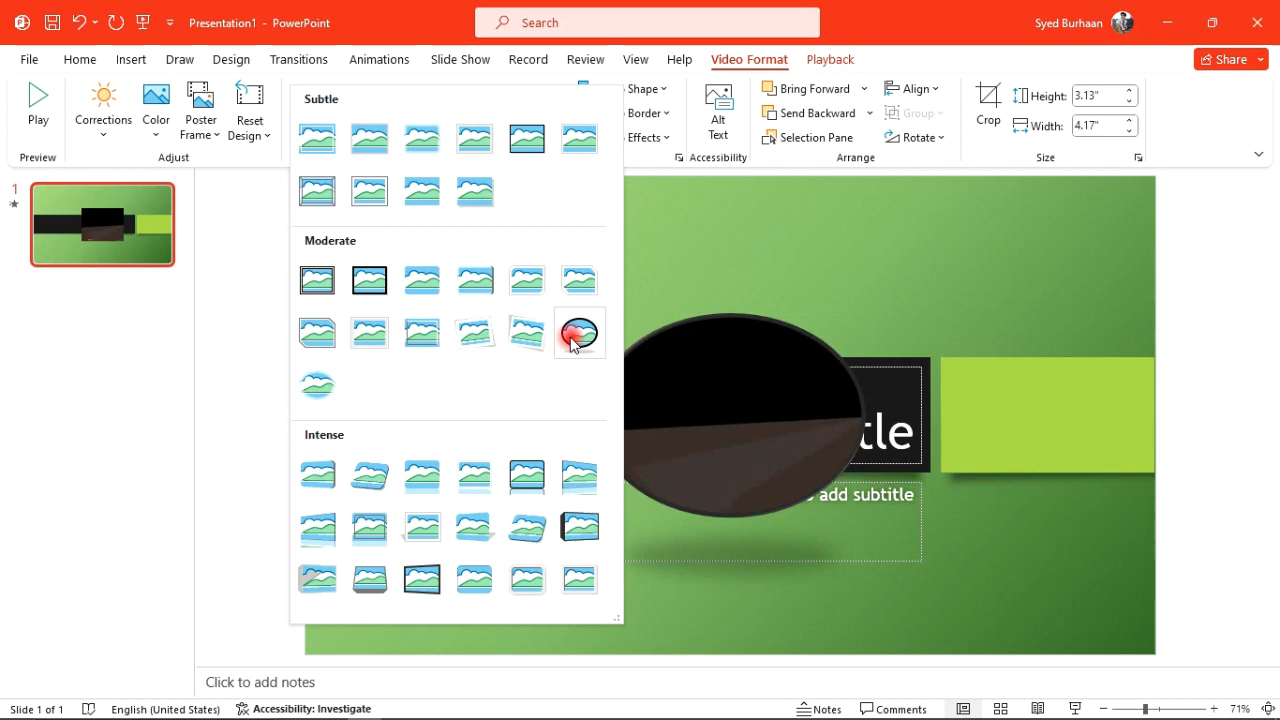 Presentation1 - PowerPoint
Search
Syed Burhaan
File Home Insert Draw Design Transitions Animations Slide Show Record Review View Help Video Format Playback
Share
Play
Corrections
Color
Poster Frame
Reset Design
Shape
Border
Effects
Alt Text
Bring Forward
Send Backward
Selection Pane
Align
Group
Rotate
Crop
Height: 3.13"
Width: 4.17"
Preview
Adjust
Accessibility
Arrange
Size
Subtle
Moderate
Intense
1
tle
add subtitle
Click to add notes
Slide 1 of 1
English (United States)
Accessibility: Investigate
Notes
Comments
71%